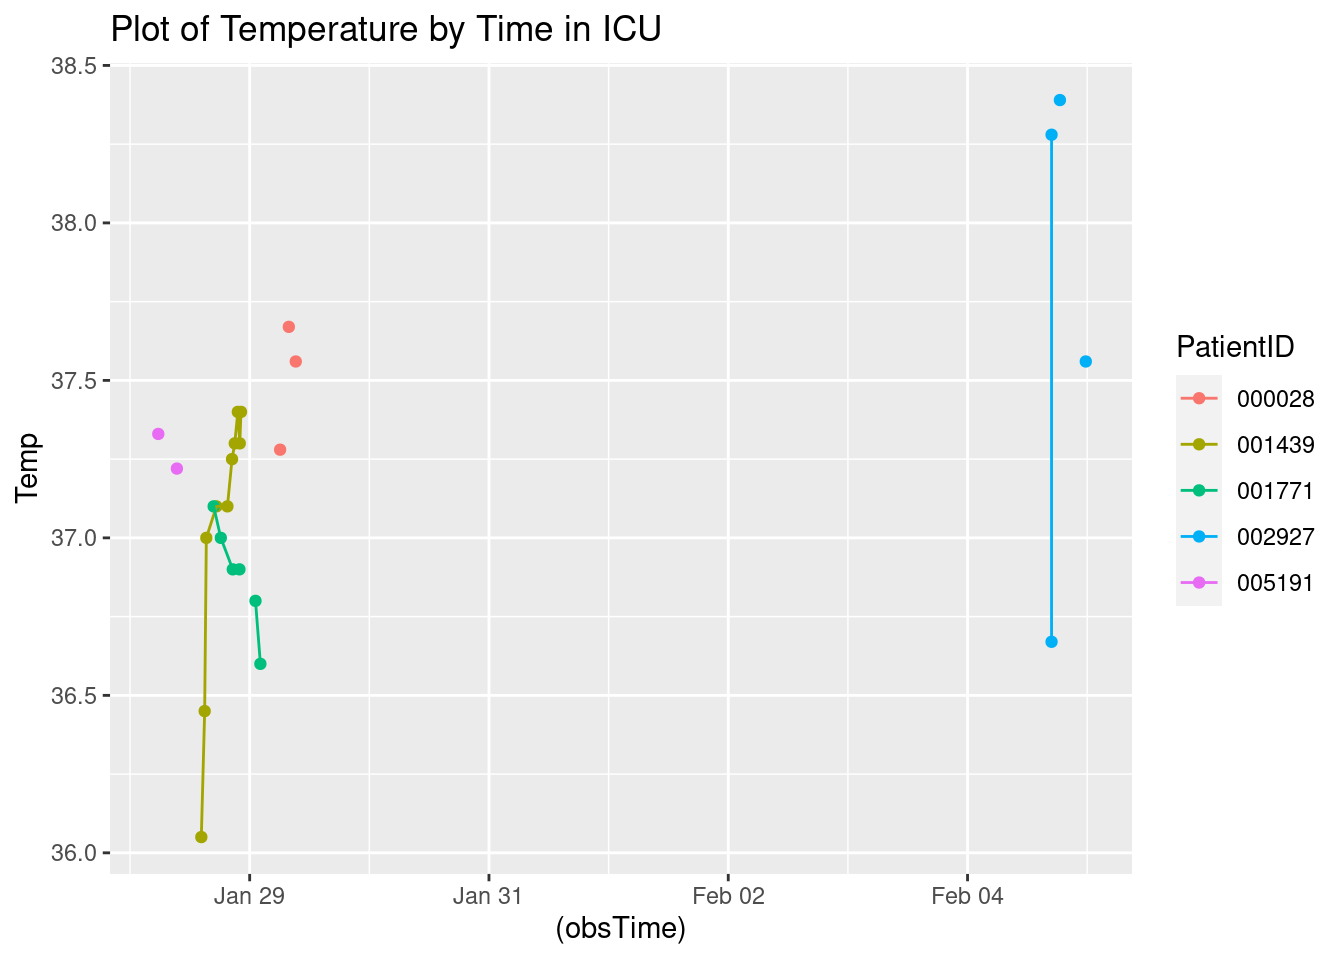 Plot of Temperature by Time in ICU
38.5
38.0
37.5
37.0
36.5
36.0
Temp
Jan 29
Jan 31
Feb 02
Feb 04
(obsTime)
PatientID
000028
001439
001771
002927
005191